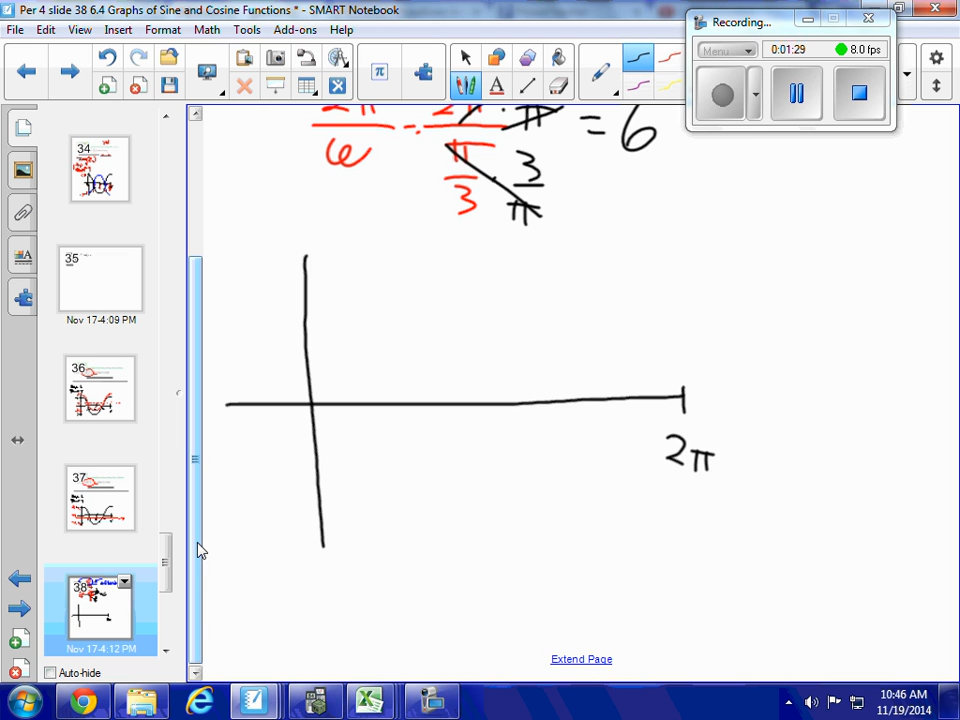 Per 4 slide 38 6.4 Graphs of Sine and Cosine Functions * - SMART Notebook
File Edit View Insert Format Math Tools Add-ons Help
Recording...
Menu 0:01:29 8.0 fps
34
35
Nov 17-4:09 PM
36
37
38
Nov 17-4:12 PM
Auto-hide
2π 2π · π = 6
6 π
3 · 3
π
2π
Extend Page
10:46 AM
11/19/2014